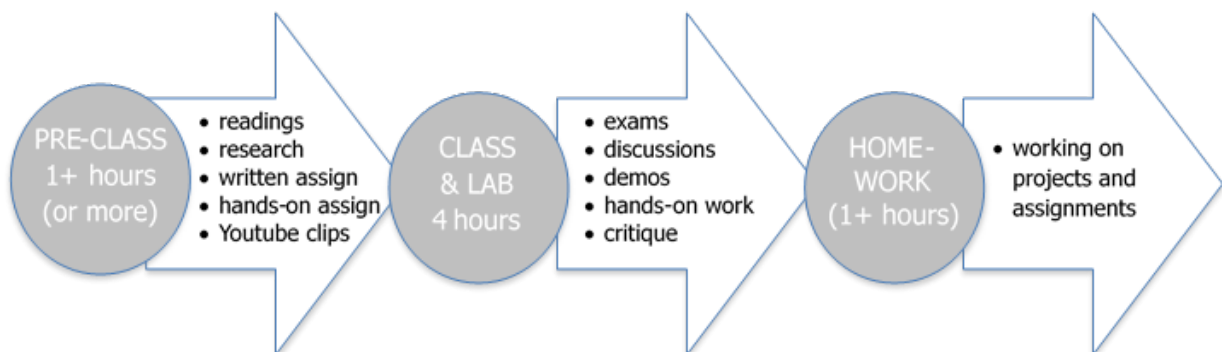 PRE-CLASS
1+ hours
(or more)
• readings
• research
• written assign
• hands-on assign
• Youtube clips
CLASS
& LAB
4 hours
• exams
• discussions
• demos
• hands-on work
• critique
HOME-
WORK
(1+ hours)
• working on
projects and
assignments